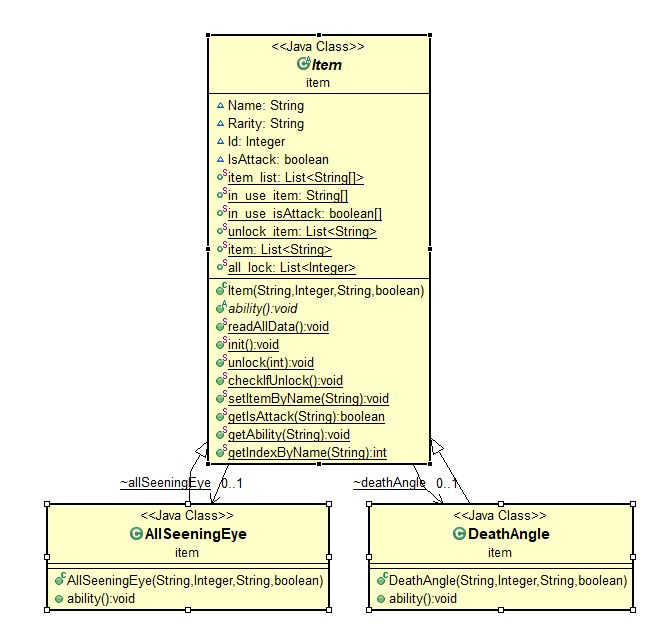 <<Java Class>>
Item
item
Name: String
Rarity: String
Id: Integer
IsAttack: boolean
item_list: List<String[]>
in_use_item: String[]
in_use_isAttack: boolean[]
unlock_item: List<String>
item: List<String>
all_lock: List<Integer>
Item(String,Integer,String,boolean)
ability():void
readAllData():void
init():void
unlock(int):void
checkIfUnlock():void
setItemByName(String):void
getIsAttack(String):boolean
getAbility(String):void
getIndexByName(String):int
~allSeeningEye 0..1 ~deathAngle 0..1
<<Java Class>>
AllSeeningEye
item
AllSeeningEye(String,Integer,String,boolean)
ability():void
<<Java Class>>
DeathAngle
item
DeathAngle(String,Integer,String,boolean)
ability():void